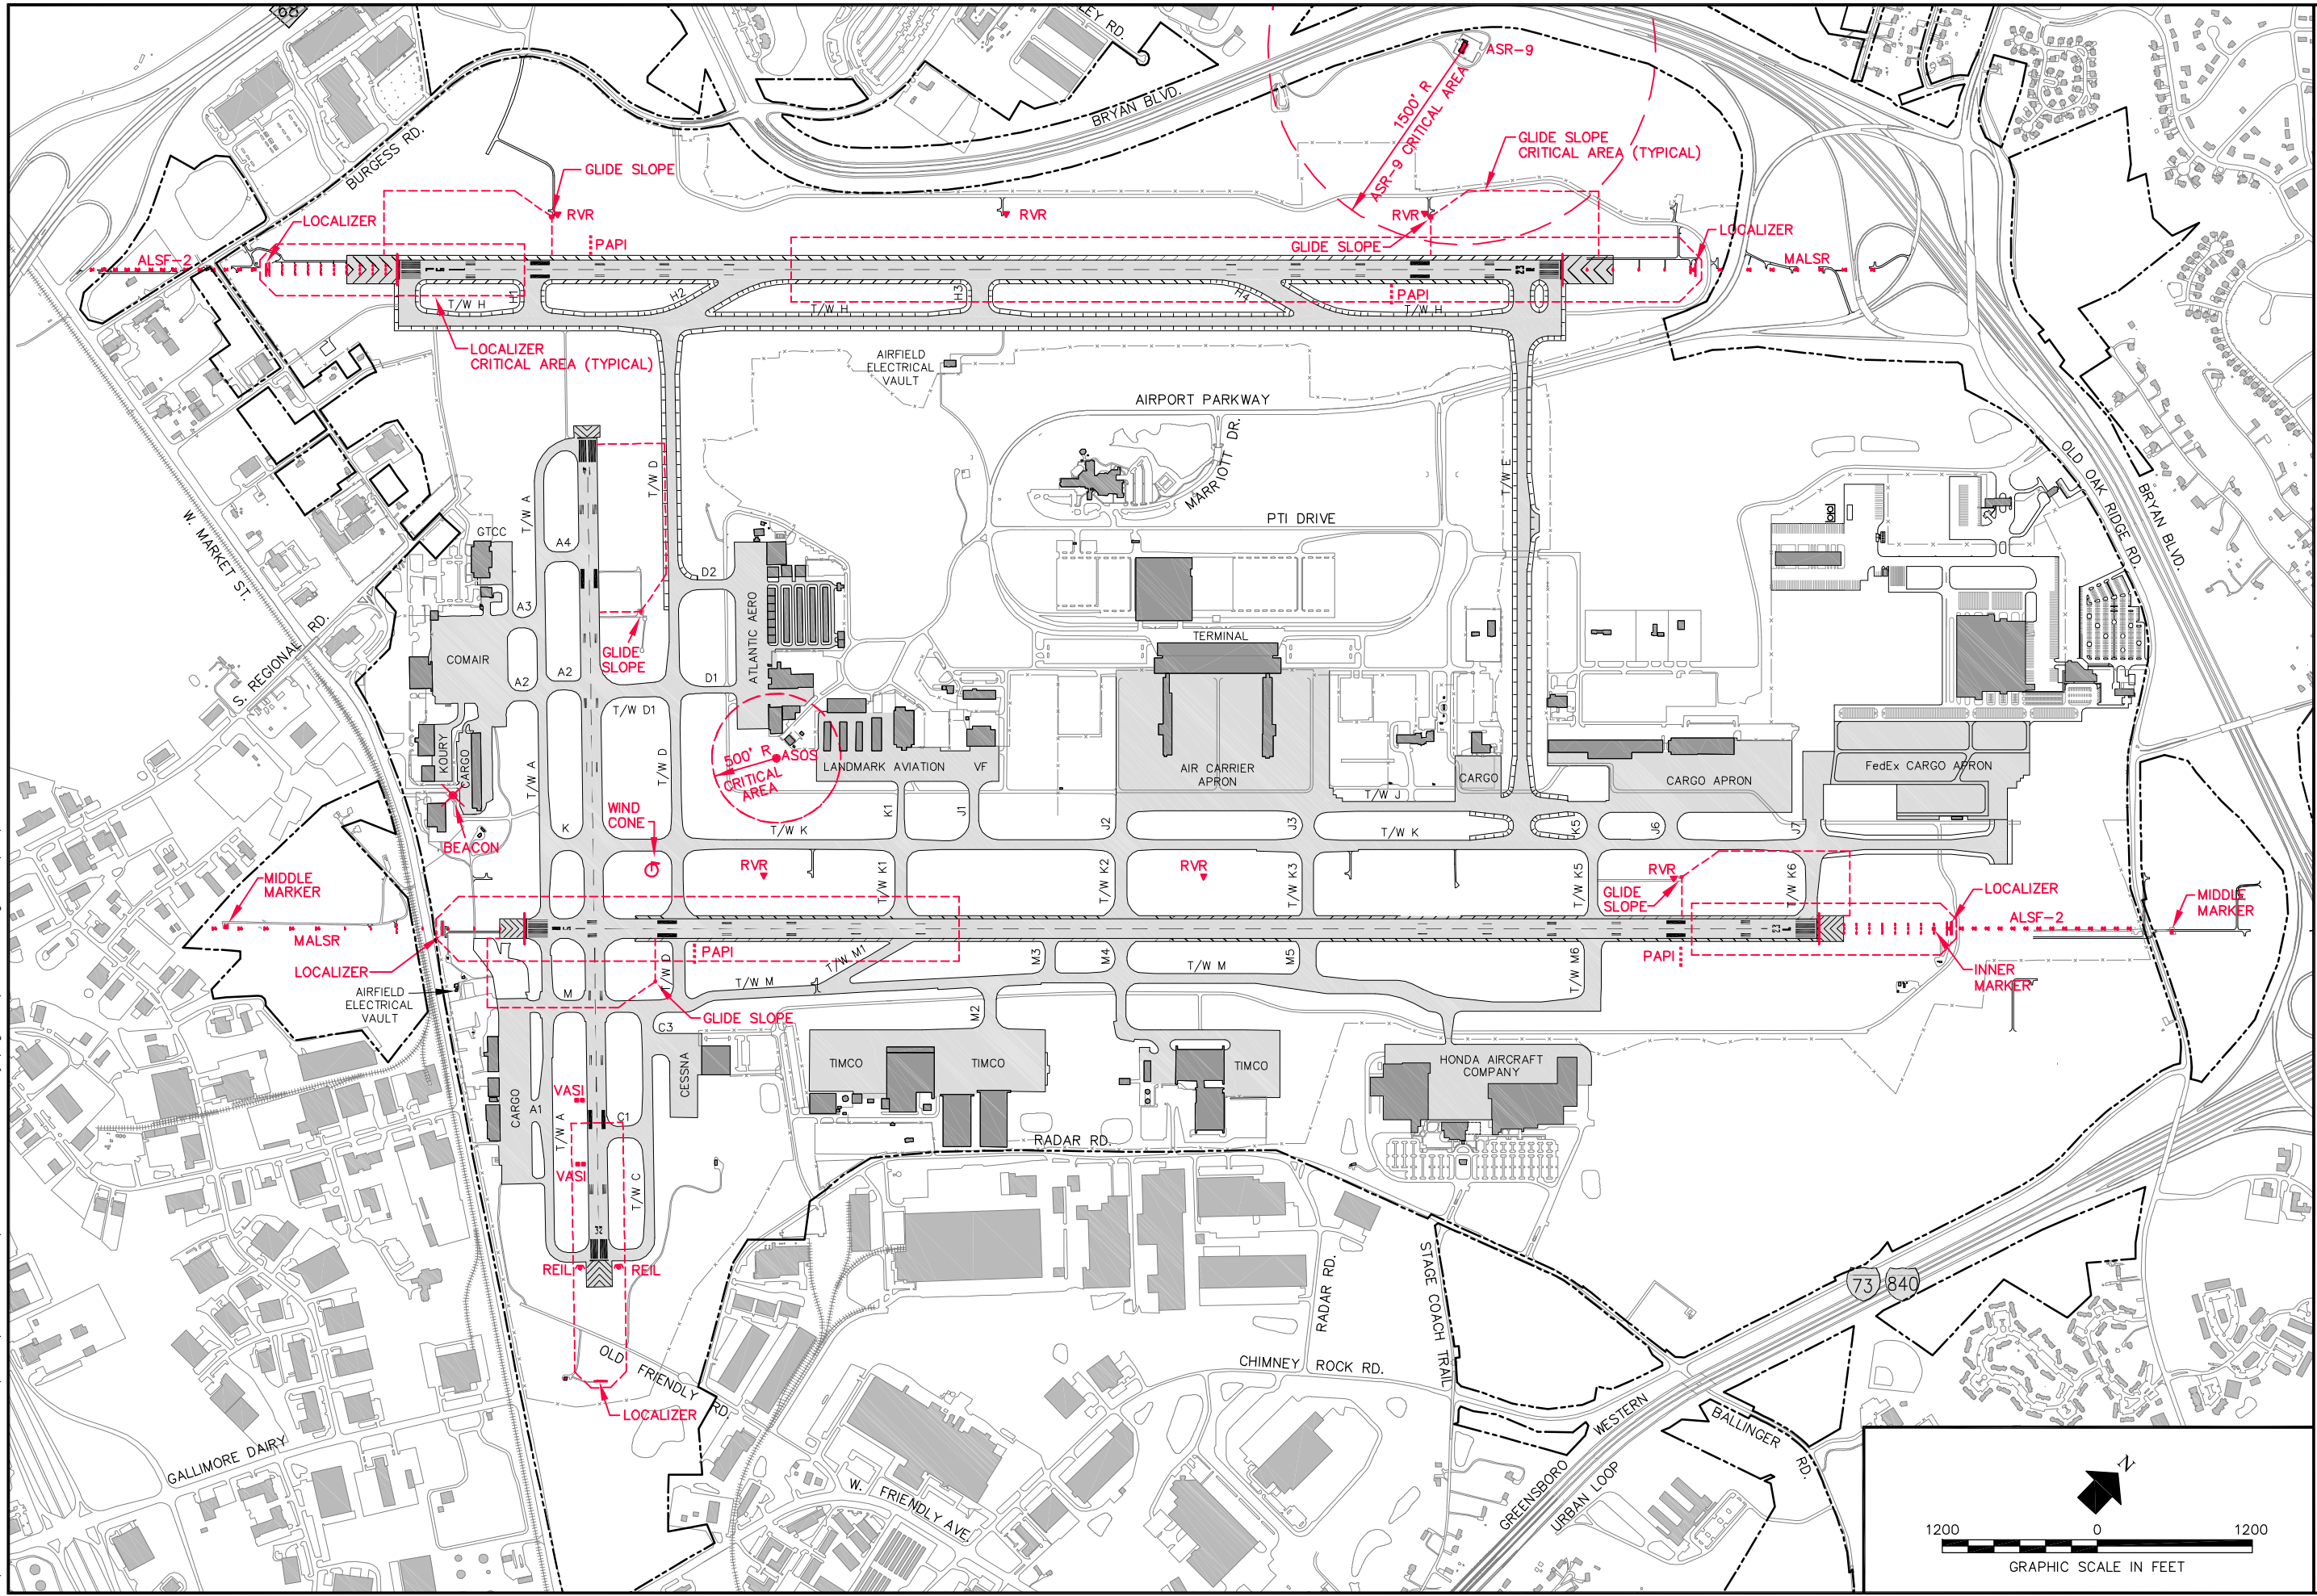 68
LEY RD.
BRYAN BLVD.
ASR-9
1500' R
ASR-9 CRITICAL AREA
GLIDE SLOPE
CRITICAL AREA (TYPICAL)
BURGESS RD.
GLIDE SLOPE
RVR
RVR
RVR
LOCALIZER
PAPI
GLIDE SLOPE
LOCALIZER
ALSF-2
MALSR
23
H1
T/W H
H2
T/W H
H3
H4
PAPI
T/W H
LOCALIZER
CRITICAL AREA (TYPICAL)
AIRFIELD
ELECTRICAL
VAULT
AIRPORT PARKWAY
MARRIOTT DR.
T/W D
T/W E
T/W A
PTI DRIVE
OLD OAK RIDGE RD.
BRYAN BLVD.
W. MARKET ST.
GTCC
A4
D2
A3
ATLANTIC AERO
S. REGIONAL RD.
COMAIR
GLIDE
SLOPE
TERMINAL
A2
A2
D1
T/W D1
KOURY
CARGO
T/W A
T/W D
500' R
ASOS
CRITICAL
AREA
LANDMARK AVIATION
VF
AIR CARRIER
APRON
CARGO
CARGO APRON
FedEx CARGO APRON
T/W J
WIND
CONE
K
T/W K
K1
J1
J2
J3
T/W K
K5
J6
J7
BEACON
MIDDLE
MARKER
RVR
T/W K1
T/W K2
RVR
T/W K3
T/W K5
RVR
GLIDE
SLOPE
T/W K6
LOCALIZER
MIDDLE
MARKER
ALSF-2
MALSR
23
LOCALIZER
PAPI
T/W D
T/W M1
M3
M4
T/W M
M5
PAPI
INNER
MARKER
AIRFIELD
ELECTRICAL
VAULT
M
T/W M
T/W M6
GLIDE SLOPE
M2
C3
CARGO
CESSNA
TIMCO
TIMCO
TIMCO
HONDA AIRCRAFT
COMPANY
VASI
A1
T/W A
C1
RADAR RD.
VASI
T/W C
32
REIL
REIL
RADAR RD.
STAGE COACH TRAIL
73
840
OLD FRIENDLY RD.
CHIMNEY ROCK RD.
LOCALIZER
GALLIMORE DAIRY
W. FRIENDLY AVE.
GREENSBORO WESTERN
URBAN LOOP
BALLINGER RD.
N
1200
0
1200
GRAPHIC SCALE IN FEET